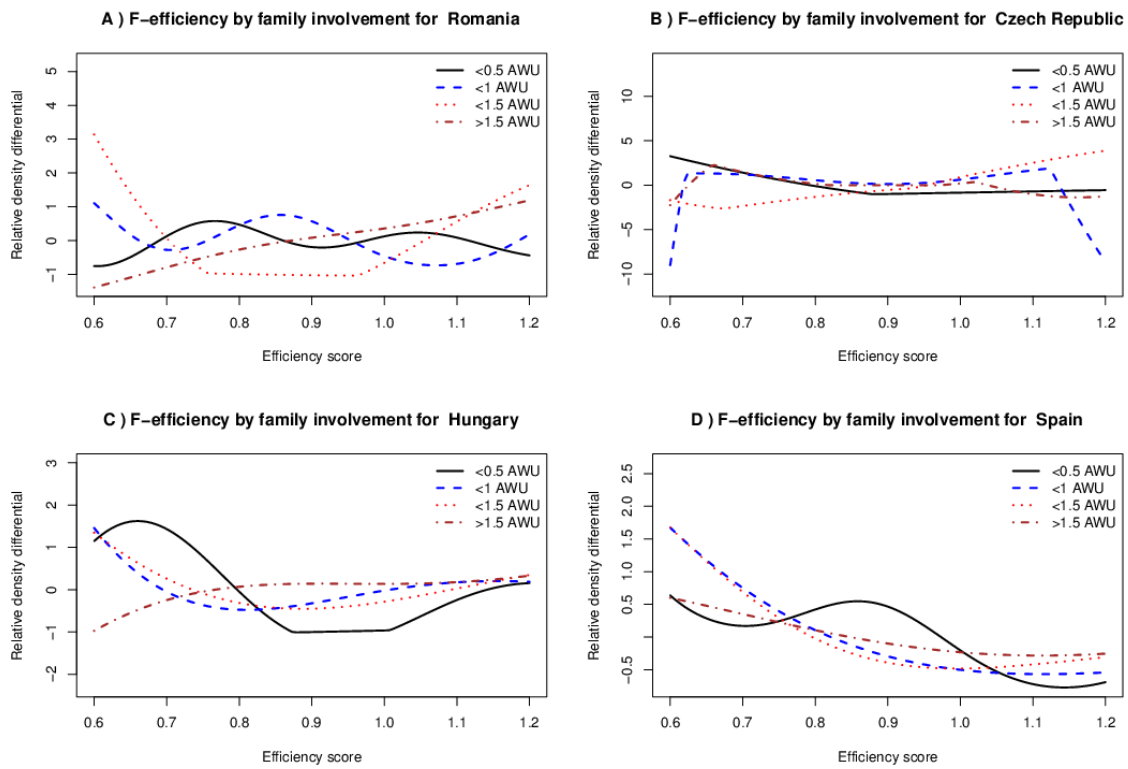 A ) F−efficiency by family involvement for Romania
Relative density differential
5
4
3
2
1
0
−1
<0.5 AWU
<1 AWU
<1.5 AWU
>1.5 AWU
0.6 0.7 0.8 0.9 1.0 1.1 1.2
Efficiency score
B ) F−efficiency by family involvement for Czech Republic
Relative density differential
10
5
0
−5
−10
<0.5 AWU
<1 AWU
<1.5 AWU
>1.5 AWU
0.6 0.7 0.8 0.9 1.0 1.1 1.2
Efficiency score
C ) F−efficiency by family involvement for Hungary
Relative density differential
3
2
1
0
−1
−2
<0.5 AWU
<1 AWU
<1.5 AWU
>1.5 AWU
0.6 0.7 0.8 0.9 1.0 1.1 1.2
Efficiency score
D ) F−efficiency by family involvement for Spain
Relative density differential
2.5
2.0
1.5
1.0
0.5
−0.5
<0.5 AWU
<1 AWU
<1.5 AWU
>1.5 AWU
0.6 0.7 0.8 0.9 1.0 1.1 1.2
Efficiency score